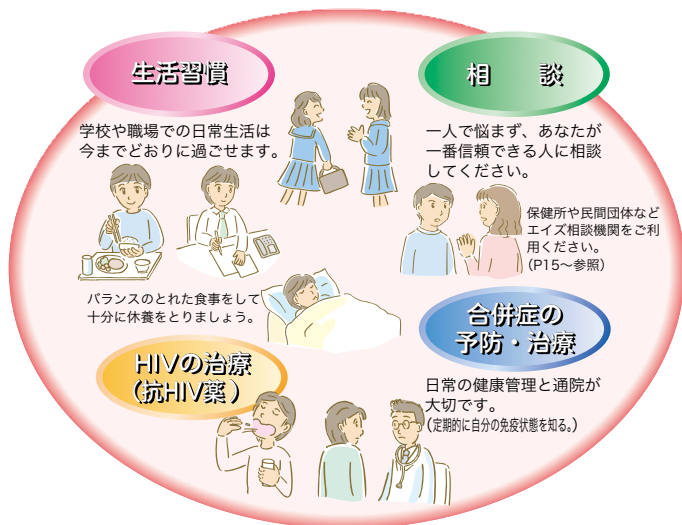 生活習慣
学校や職場での日常生活は
今までどおりに過ごせます。
バランスのとれた食事をして
十分に休養をとりましょう。
相　談
一人で悩まず、あなたが
一番信頼できる人に相談
してください。
保健所や民間団体など
エイズ相談機関をご利
用ください。
(P15〜参照)
HIVの治療
(抗HIV薬)
合併症の
予防・治療
日常の健康管理と通院が
大切です。
(定期的に自分の免疫状態を知る。)